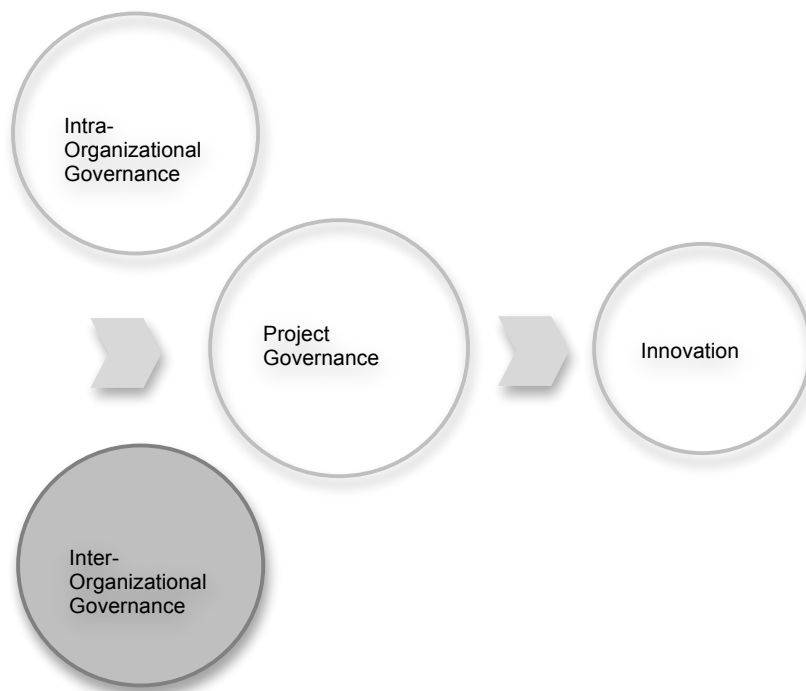 Intra-
Organizational
Governance
Project
Governance
Innovation
Inter-
Organizational
Governance